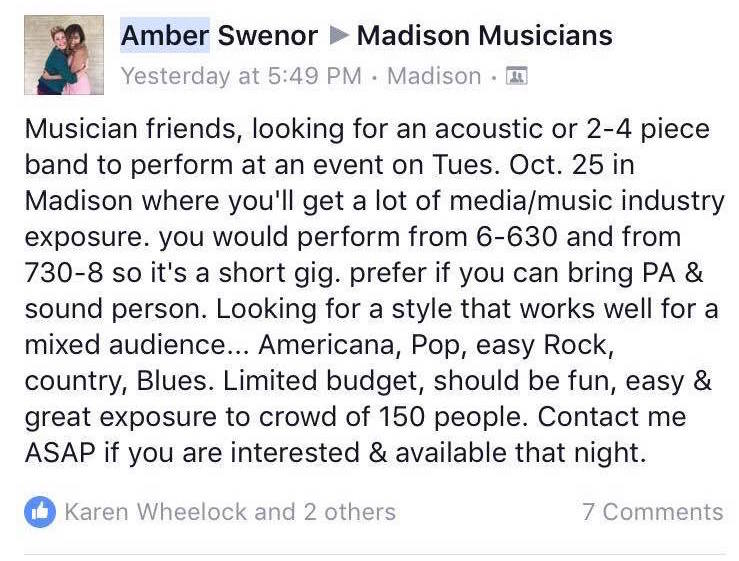 Amber Swenor ▶ Madison Musicians
Yesterday at 5:49 PM · Madison ·
Musician friends, looking for an acoustic or 2-4 piece
band to perform at an event on Tues. Oct. 25 in
Madison where you'll get a lot of media/music industry
exposure. you would perform from 6-630 and from
730-8 so it's a short gig. prefer if you can bring PA &
sound person. Looking for a style that works well for a
mixed audience... Americana, Pop, easy Rock,
country, Blues. Limited budget, should be fun, easy &
great exposure to crowd of 150 people. Contact me
ASAP if you are interested & available that night.
Karen Wheelock and 2 others 7 Comments